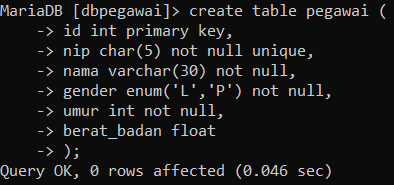 MariaDB [dbpegawai]> create table pegawai (
    -> id int primary key,
    -> nip char(5) not null unique,
    -> nama varchar(30) not null,
    -> gender enum('L','P') not null,
    -> umur int not null,
    -> berat_badan float
    -> );
Query OK, 0 rows affected (0.046 sec)